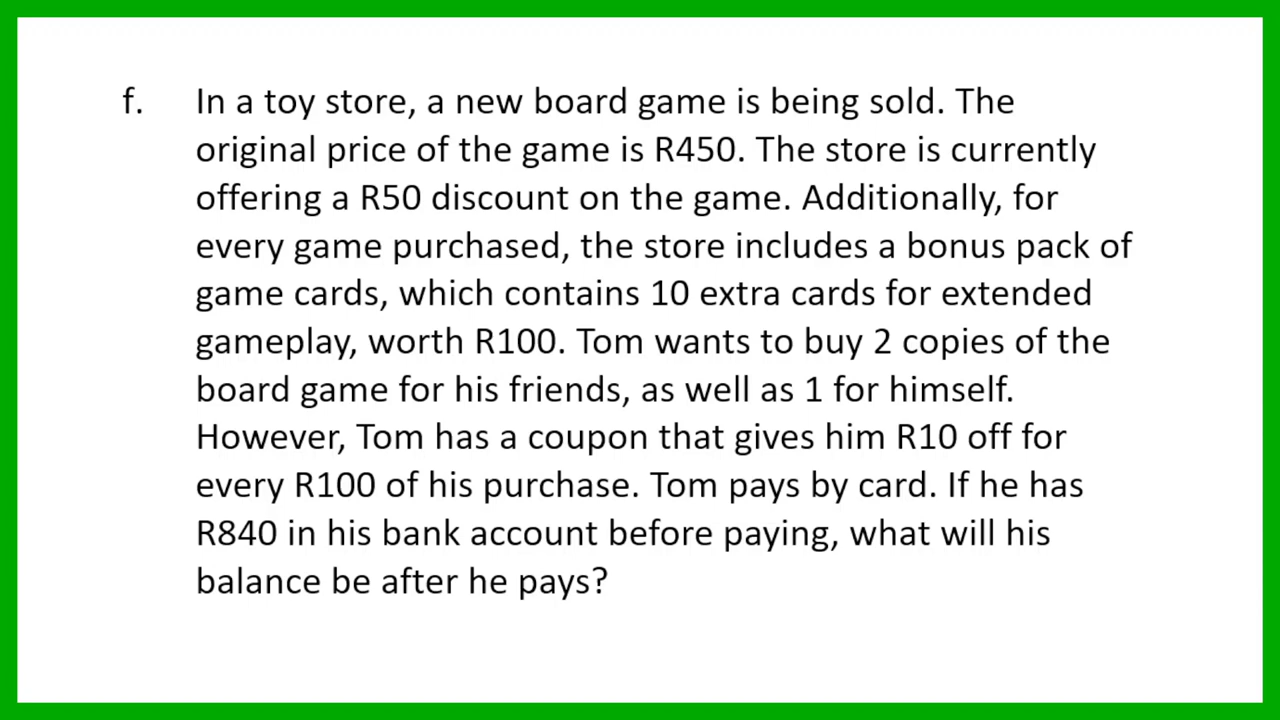 f. In a toy store, a new board game is being sold. The
original price of the game is R450. The store is currently
offering a R50 discount on the game. Additionally, for
every game purchased, the store includes a bonus pack of
game cards, which contains 10 extra cards for extended
gameplay, worth R100. Tom wants to buy 2 copies of the
board game for his friends, as well as 1 for himself.
However, Tom has a coupon that gives him R10 off for
every R100 of his purchase. Tom pays by card. If he has
R840 in his bank account before paying, what will his
balance be after he pays?